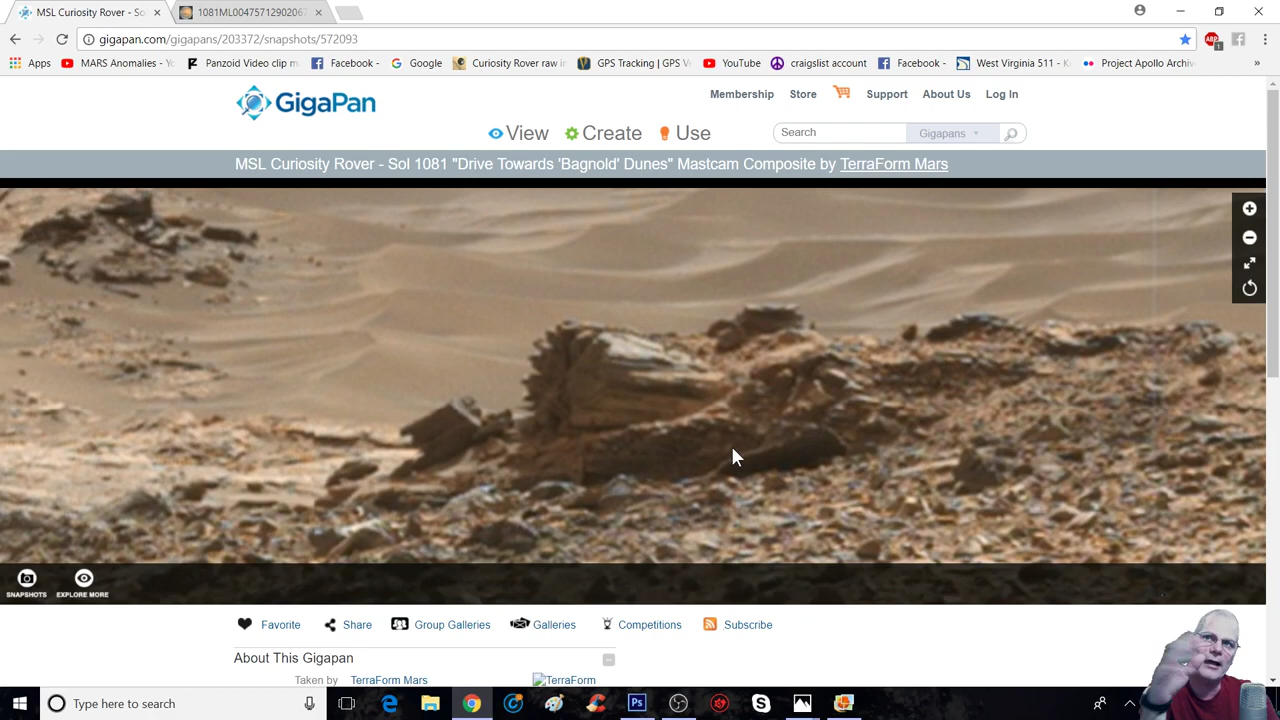 MSL Curiosity Rover - So
1081ML0047571290206
gigapan.com/gigapans/203372/snapshots/572093
Apps
MARS Anomalies - Yo
Panzoid Video clip m
Facebook -
Google
Curiosity Rover raw in
GPS Tracking | GPS V
YouTube
craigslist account
Facebook -
West Virginia 511 - K
Project Apollo Archiv
»
GigaPan
Membership Store Support About Us Log In
View Create Use
Search Gigapans
MSL Curiosity Rover - Sol 1081 "Drive Towards 'Bagnold' Dunes" Mastcam Composite by TerraForm Mars
SNAPSHOTS EXPLORE MORE
Favorite Share Group Galleries Galleries Competitions Subscribe
About This Gigapan
Taken by TerraForm Mars
TerraForm
Type here to search
Ps